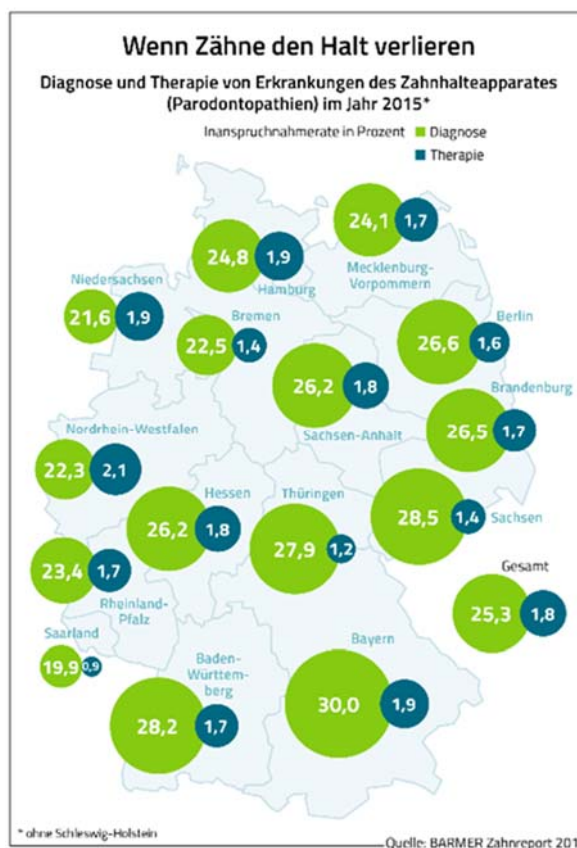 Wenn Zähne den Halt verlieren
Diagnose und Therapie von Erkrankungen des Zahnhalteapparates
(Parodontopathien) im Jahr 2015*
Inanspruchnahmerate in Prozent
Diagnose
Therapie
24,1
1,7
Mecklenburg-
Vorpommern
24,8
1,9
Hamburg
Niedersachsen
21,6
1,9
Bremen
22,5
1,4
Berlin
26,6
1,6
26,2
1,8
Sachsen-Anhalt
Brandenburg
26,5
1,7
Nordrhein-Westfalen
22,3
2,1
Hessen
26,2
1,8
Thüringen
27,9
1,2
28,5
1,4
Sachsen
23,4
1,7
Rheinland-
Pfalz
Gesamt
25,3
1,8
Saarland
19,9
0,9
Baden-
Württem-
berg
28,2
1,7
Bayern
30,0
1,9
* ohne Schleswig-Holstein
Quelle: BARMER Zahnreport 201